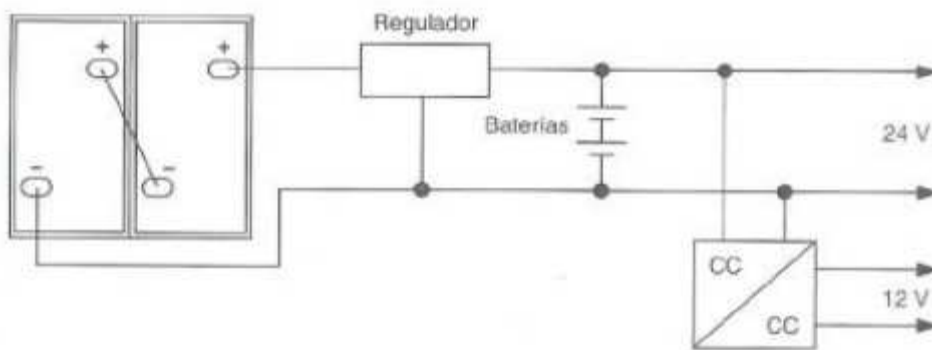 Regulador
+
+
Baterías
24 V
−
−
CC
12 V
CC